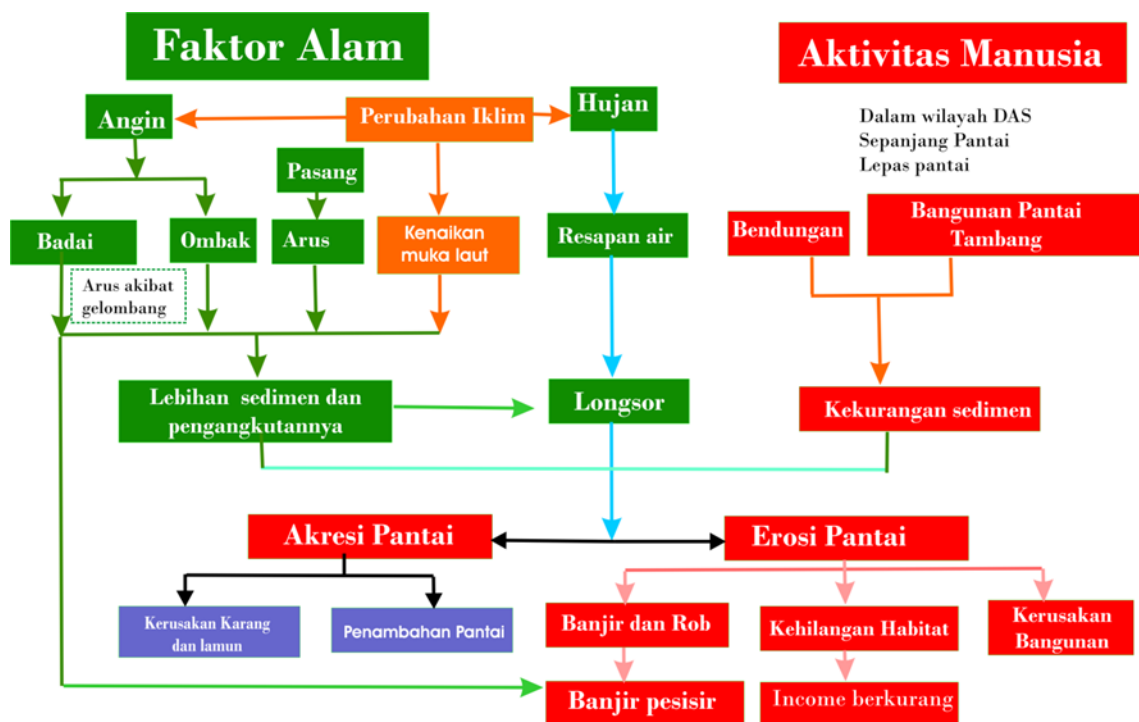 Faktor Alam
Aktivitas Manusia
Angin
Perubahan Iklim
Hujan
Dalam wilayah DAS
Sepanjang Pantai
Lepas pantai
Pasang
Badai
Ombak
Arus
Kenaikan
muka laut
Resapan air
Bendungan
Bangunan Pantai
Tambang
Arus akibat
gelombang
Lebihan sedimen dan
pengangkutannya
Longsor
Kekurangan sedimen
Akresi Pantai
Erosi Pantai
Kerusakan Karang
dan lamun
Penambahan Pantai
Banjir dan Rob
Kehilangan Habitat
Kerusakan
Bangunan
Banjir pesisir
Income berkurang